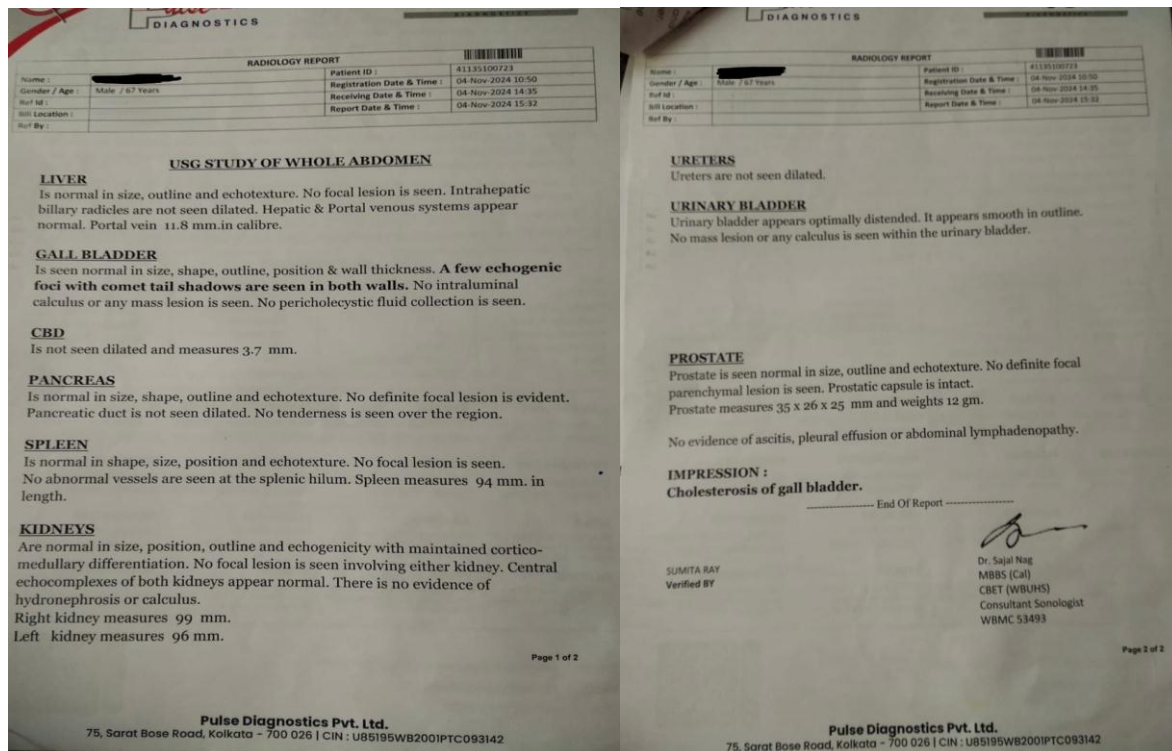 DIAGNOSTICS
RADIOLOGY REPORT
Name :
Patient ID : 41135100723
Gender / Age : Male / 67 Years
Registration Date & Time : 04-Nov-2024 10:50
Ref Id :
Receiving Date & Time : 04-Nov-2024 14:35
Bill Location :
Report Date & Time : 04-Nov-2024 15:32
Ref By :
USG STUDY OF WHOLE ABDOMEN
LIVER
Is normal in size, outline and echotexture. No focal lesion is seen. Intrahepatic
billary radicles are not seen dilated. Hepatic & Portal venous systems appear
normal. Portal vein 11.8 mm.in calibre.
GALL BLADDER
Is seen normal in size, shape, outline, position & wall thickness. A few echogenic
foci with comet tail shadows are seen in both walls. No intraluminal
calculus or any mass lesion is seen. No pericholecystic fluid collection is seen.
CBD
Is not seen dilated and measures 3.7 mm.
PANCREAS
Is normal in size, shape, outline and echotexture. No definite focal lesion is evident.
Pancreatic duct is not seen dilated. No tenderness is seen over the region.
SPLEEN
Is normal in shape, size, position and echotexture. No focal lesion is seen.
No abnormal vessels are seen at the splenic hilum. Spleen measures 94 mm. in
length.
KIDNEYS
Are normal in size, position, outline and echogenicity with maintained cortico-
medullary differentiation. No focal lesion is seen involving either kidney. Central
echocomplexes of both kidneys appear normal. There is no evidence of
hydronephrosis or calculus.
Right kidney measures 99 mm.
Left kidney measures 96 mm.
Page 1 of 2
Pulse Diagnostics Pvt. Ltd.
75, Sarat Bose Road, Kolkata - 700 026 | CIN : U85195WB2001PTC093142
DIAGNOSTICS
RADIOLOGY REPORT
Name :
Patient ID : 41135100723
Gender / Age : Male / 67 Years
Registration Date & Time : 04-Nov-2024 10:50
Ref Id :
Receiving Date & Time : 04-Nov-2024 14:35
Bill Location :
Report Date & Time : 04-Nov-2024 15:32
Ref By :
URETERS
Ureters are not seen dilated.
URINARY BLADDER
Urinary bladder appears optimally distended. It appears smooth in outline.
No mass lesion or any calculus is seen within the urinary bladder.
PROSTATE
Prostate is seen normal in size, outline and echotexture. No definite focal
parenchymal lesion is seen. Prostatic capsule is intact.
Prostate measures 35 x 26 x 25 mm and weights 12 gm.
No evidence of ascitis, pleural effusion or abdominal lymphadenopathy.
IMPRESSION :
Cholesterosis of gall bladder.
------------------- End Of Report -------------------
SUMITA RAY
Verified BY
Dr. Sajal Nag
MBBS (Cal)
CBET (WBUHS)
Consultant Sonologist
WBMC 53493
Page 2 of 2
Pulse Diagnostics Pvt. Ltd.
75, Sarat Bose Road, Kolkata - 700 026 | CIN : U85195WB2001PTC093142